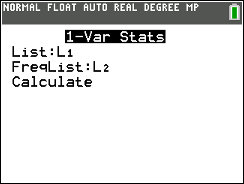 NORMAL FLOAT AUTO REAL DEGREE MP
1-Var Stats
List:L₁
FreqList:L₂
Calculate